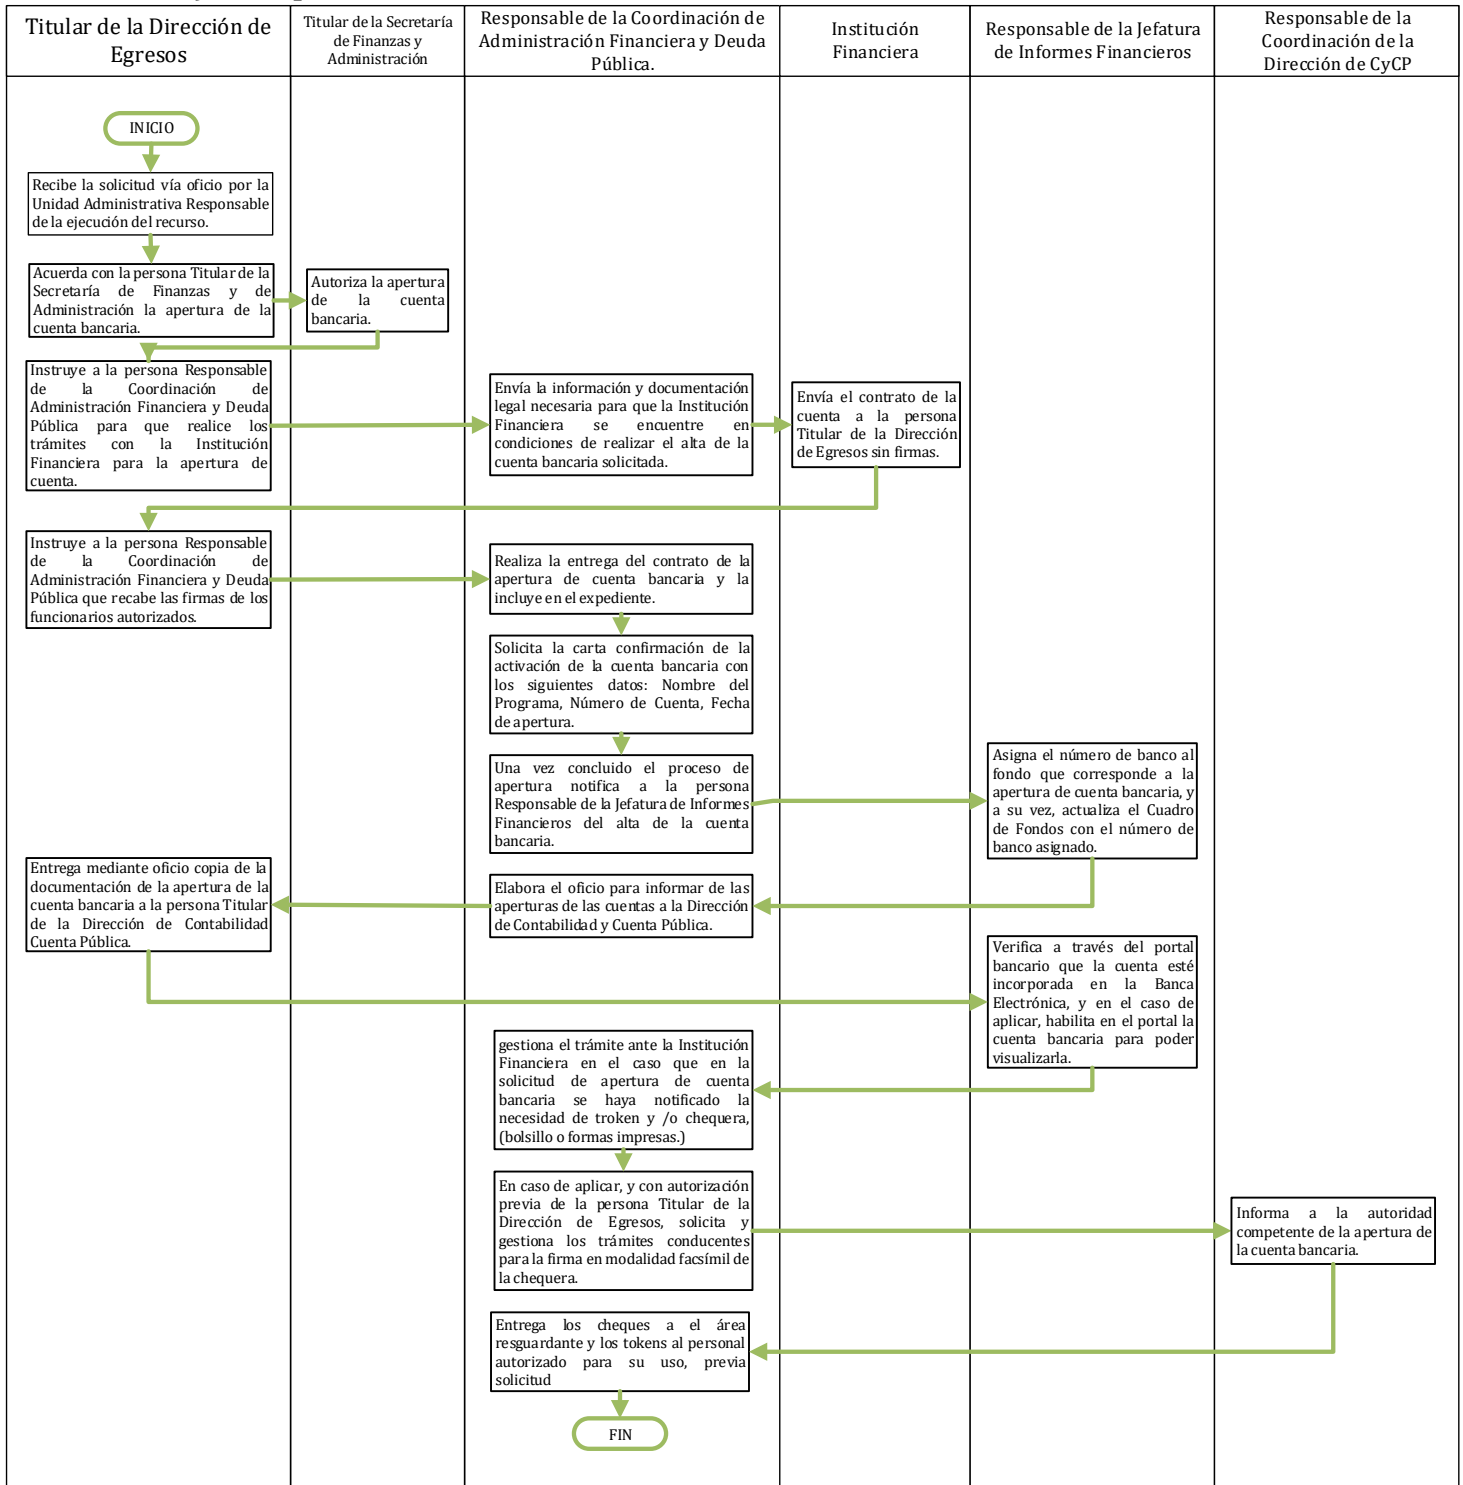 Titular de la Dirección de
Egresos
Titular de la Secretaría
de Finanzas y
Administración
Responsable de la Coordinación de
Administración Financiera y Deuda
Pública.
Institución
Financiera
Responsable de la Jefatura
de Informes Financieros
Responsable de la
Coordinación de la
Dirección de CyCP
INICIO
Recibe la solicitud vía oficio por la
Unidad Administrativa Responsable
de la ejecución del recurso.
Acuerda con la persona Titular de la
Secretaría de Finanzas y de
Administración la apertura de la
cuenta bancaria.
Autoriza la apertura
de la cuenta
bancaria.
Instruye a la persona Responsable
de la Coordinación de
Administración Financiera y Deuda
Pública para que realice los
trámites con la Institución
Financiera para la apertura de
cuenta.
Envía la información y documentación
legal necesaria para que la Institución
Financiera se encuentre en
condiciones de realizar el alta de la
cuenta bancaria solicitada.
Envía el contrato de la
cuenta a la persona
Titular de la Dirección
de Egresos sin firmas.
Instruye a la persona Responsable
de la Coordinación de
Administración Financiera y Deuda
Pública que recabe las firmas de los
funcionarios autorizados.
Realiza la entrega del contrato de la
apertura de cuenta bancaria y la
incluye en el expediente.
Solicita la carta confirmación de la
activación de la cuenta bancaria con
los siguientes datos: Nombre del
Programa, Número de Cuenta, Fecha
de apertura.
Una vez concluido el proceso de
apertura notifica a la persona
Responsable de la Jefatura de Informes
Financieros del alta de la cuenta
bancaria.
Asigna el número de banco al
fondo que corresponde a la
apertura de cuenta bancaria, y
a su vez, actualiza el Cuadro
de Fondos con el número de
banco asignado.
Elabora el oficio para informar de las
aperturas de las cuentas a la Dirección
de Contabilidad y Cuenta Pública.
Entrega mediante oficio copia de la
documentación de la apertura de la
cuenta bancaria a la persona Titular
de la Dirección de Contabilidad
Cuenta Pública.
Verifica a través del portal
bancario que la cuenta esté
incorporada en la Banca
Electrónica, y en el caso de
aplicar, habilita en el portal la
cuenta bancaria para poder
visualizarla.
gestiona el trámite ante la Institución
Financiera en el caso que en la
solicitud de apertura de cuenta
bancaria se haya notificado la
necesidad de troken y /o chequera,
(bolsillo o formas impresas.)
En caso de aplicar, y con autorización
previa de la persona Titular de la
Dirección de Egresos, solicita y
gestiona los trámites conducentes
para la firma en modalidad facsímil de
la chequera.
Informa a la autoridad
competente de la apertura de
la cuenta bancaria.
Entrega los cheques a el área
resguardante y los tokens al personal
autorizado para su uso, previa
solicitud
FIN